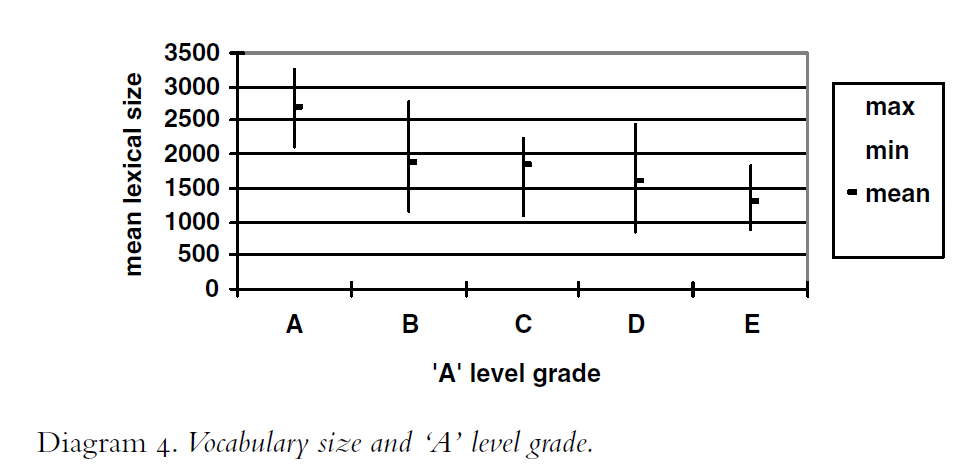 3500
3000
2500
2000
1500
1000
500
0
mean lexical size
A B C D E
'A' level grade
max
min
mean
Diagram 4. Vocabulary size and ‘A’ level grade.